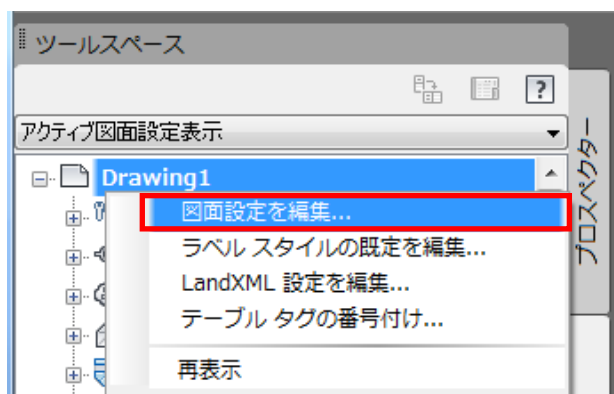 ツールスペース
?
アクティブ図面設定表示
Drawing1
図面設定を編集...
ラベル スタイルの既定を編集...
LandXML 設定を編集...
テーブル タグの番号付け...
再表示
プロスペクター